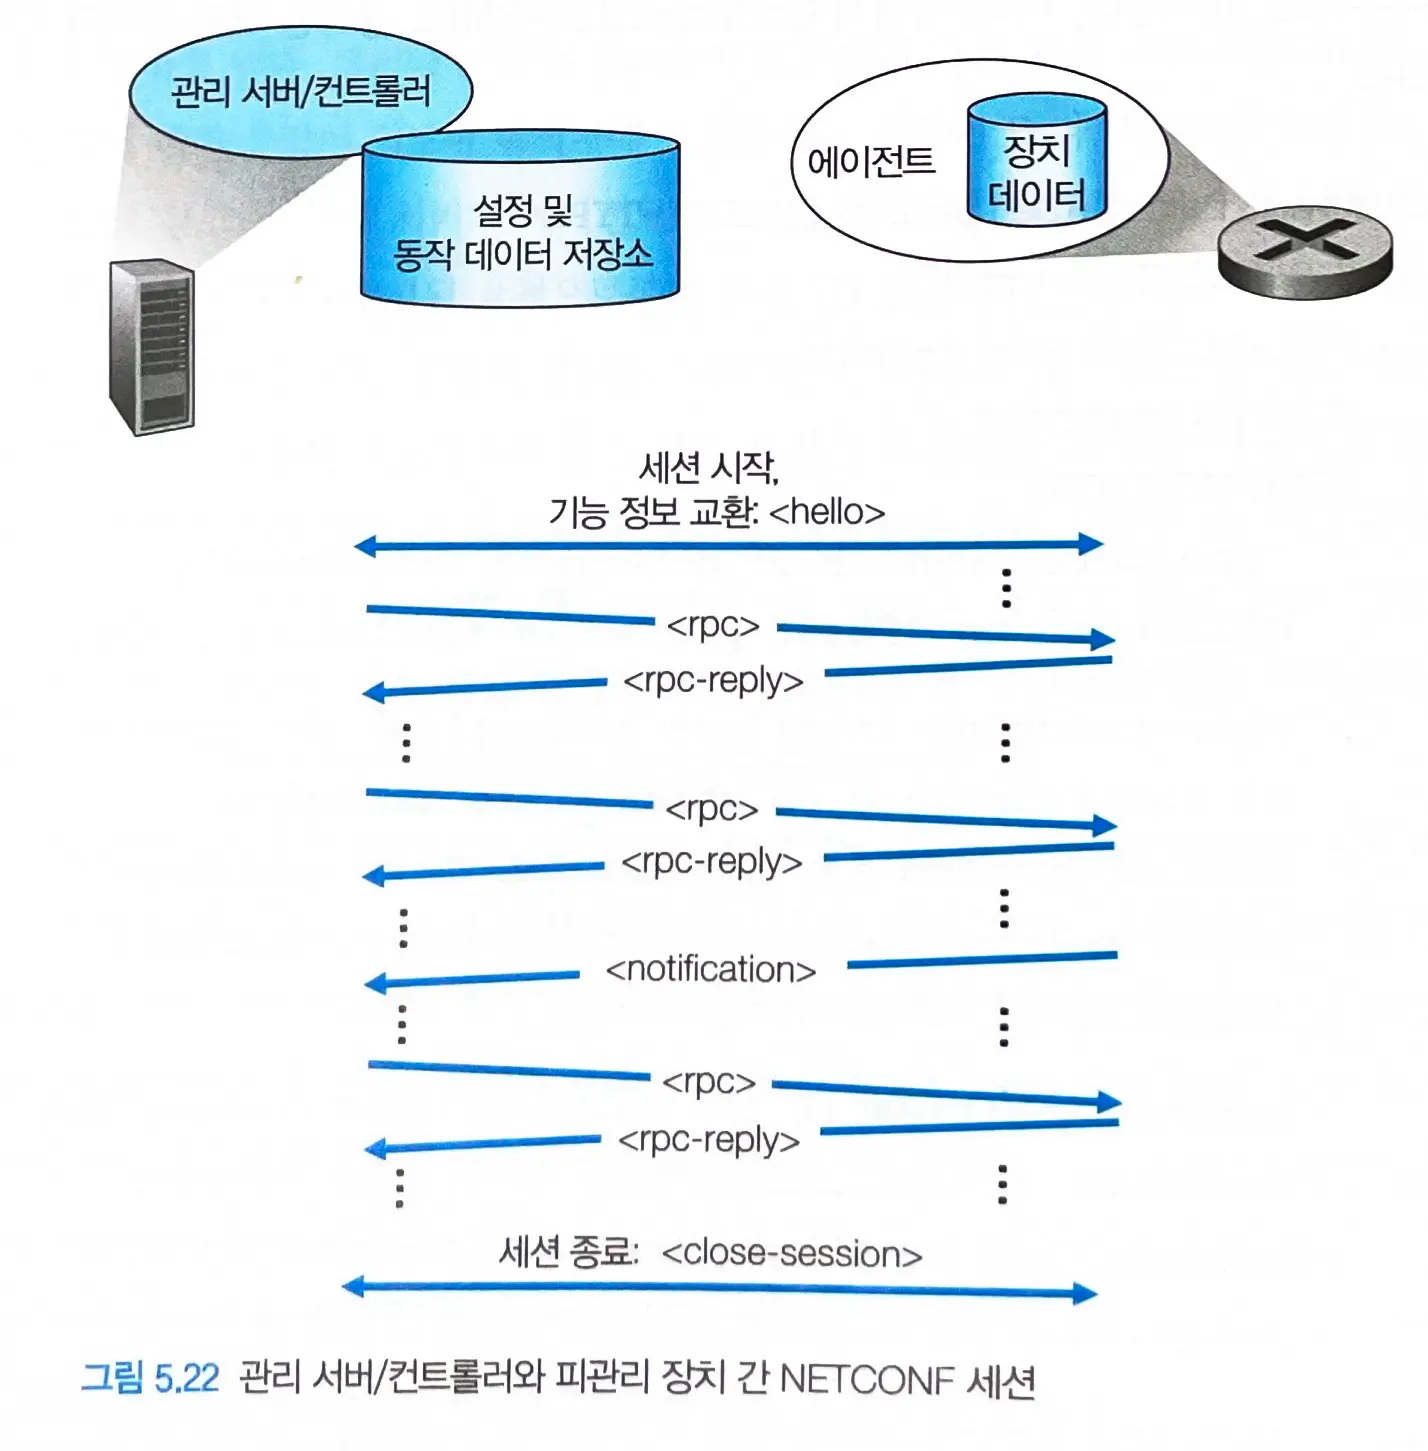 관리 서버/컨트롤러
설정 및
동작 데이터 저장소
에이전트
장치
데이터
세션 시작,
기능 정보 교환: <hello>
<rpc>
<rpc-reply>
<rpc>
<rpc-reply>
<notification>
<rpc>
<rpc-reply>
세션 종료: <close-session>
그림 5.22 관리 서버/컨트롤러와 피관리 장치 간 NETCONF 세션